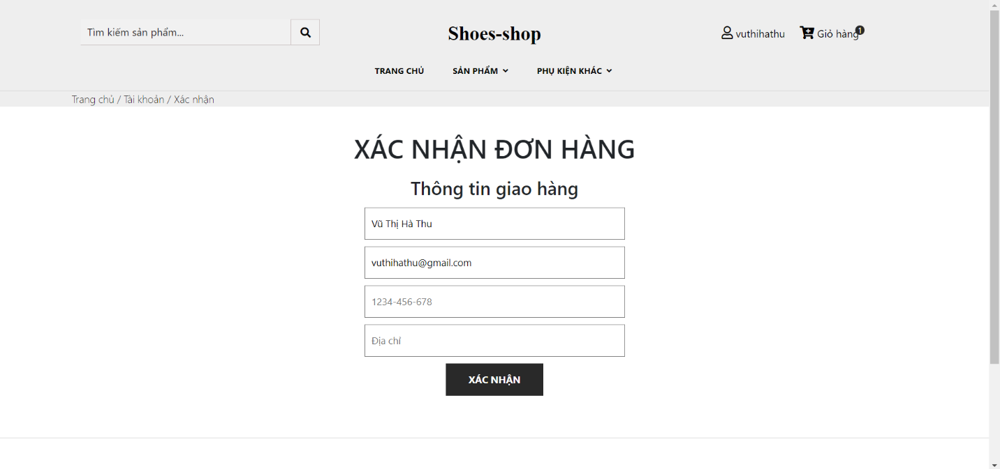 Tìm kiếm sản phẩm...
Shoes-shop
vuthihathu
Giỏ hàng 1
TRANG CHỦ
SẢN PHẨM
PHỤ KIỆN KHÁC
Trang chủ / Tài khoản / Xác nhận
XÁC NHẬN ĐƠN HÀNG
Thông tin giao hàng
Vũ Thị Hà Thu
vuthihathu@gmail.com
1234-456-678
Địa chỉ
XÁC NHẬN